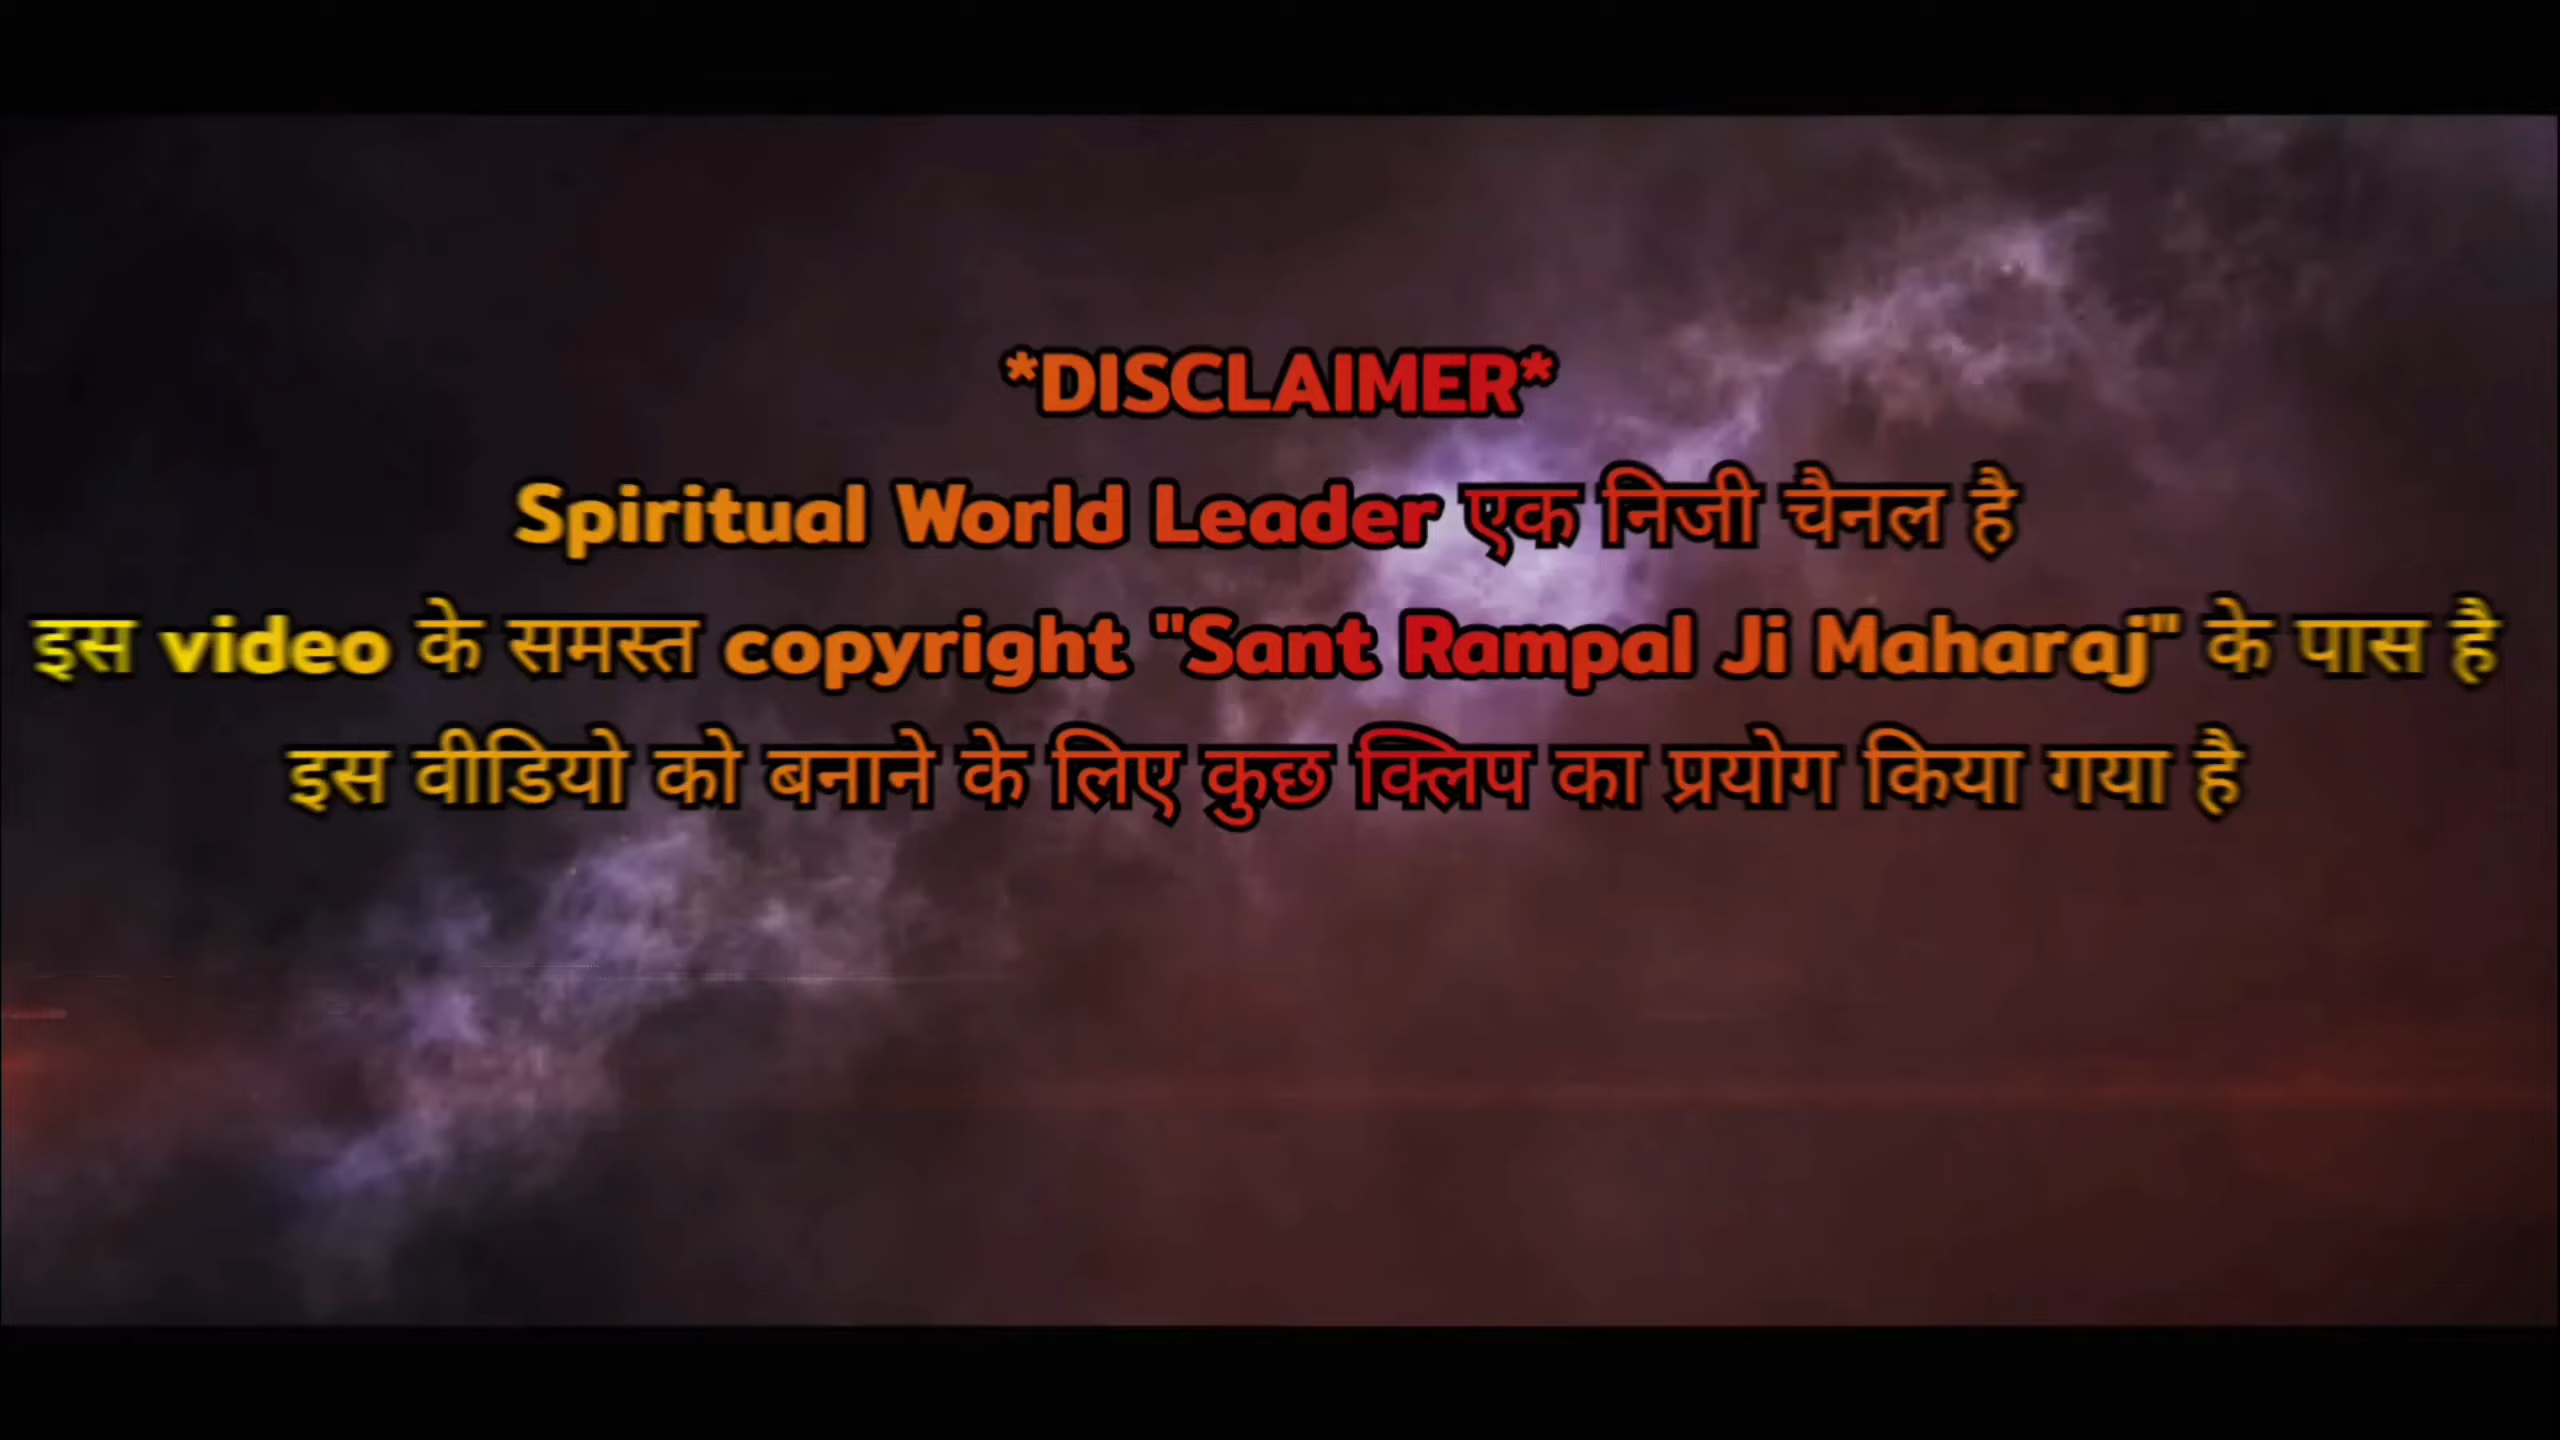 *DISCLAIMER*
Spiritual World Leader एक निजी चैनल है
इस video के समस्त copyright "Sant Rampal Ji Maharaj" के पास है
इस वीडियो को बनाने के लिए कुछ क्लिप का प्रयोग किया गया है